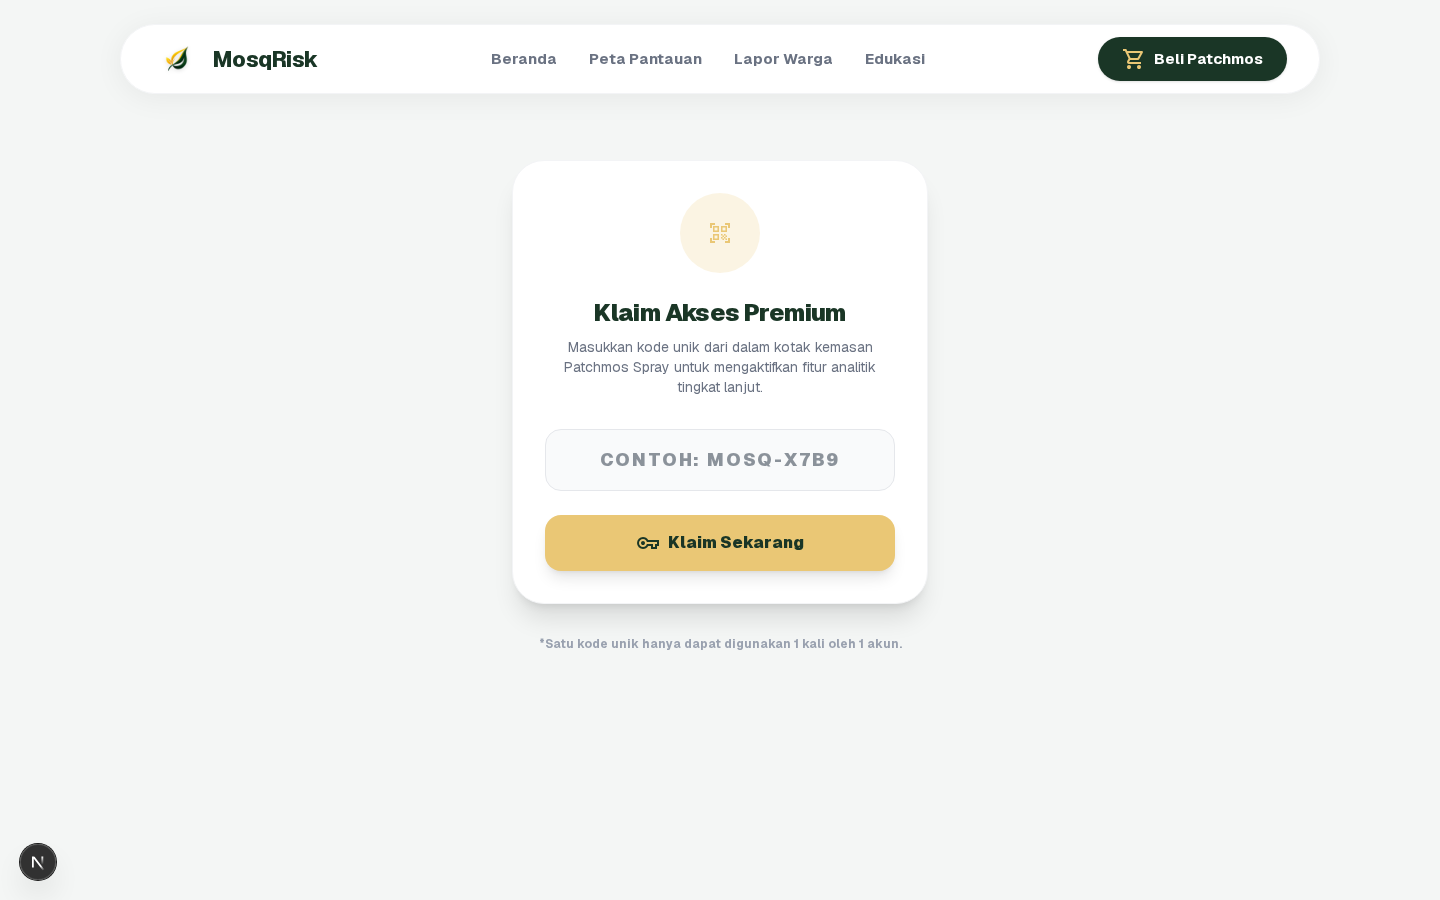 MosqRisk
Beranda
Peta Pantauan
Lapor Warga
Edukasi
Beli Patchmos
Klaim Akses Premium
Masukkan kode unik dari dalam kotak kemasan
Patchmos Spray untuk mengaktifkan fitur analitik
tingkat lanjut.
CONTOH: MOSQ-X7B9
Klaim Sekarang
*Satu kode unik hanya dapat digunakan 1 kali oleh 1 akun.
N